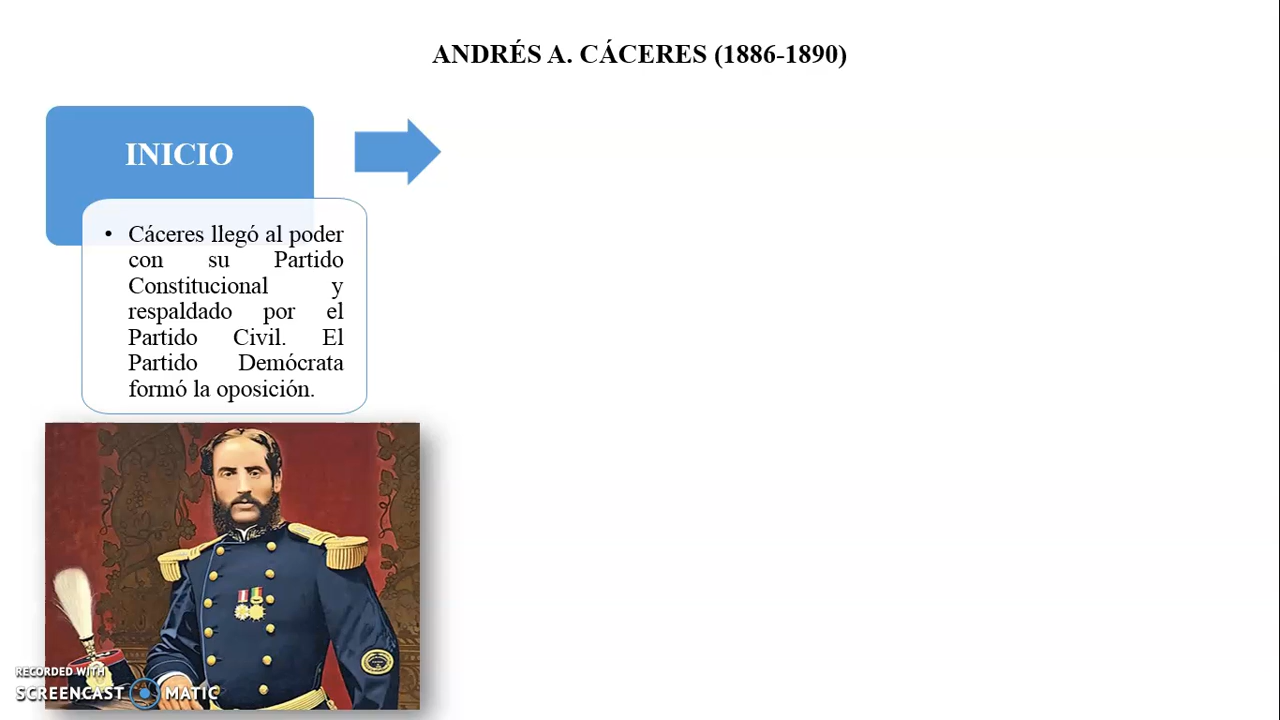 ANDRÉS A. CÁCERES (1886-1890)
INICIO
• Cáceres llegó al poder
con su Partido
Constitucional y
respaldado por el
Partido Civil. El
Partido Demócrata
formó la oposición.
RECORDED WITH
SCREENCAST MATIC